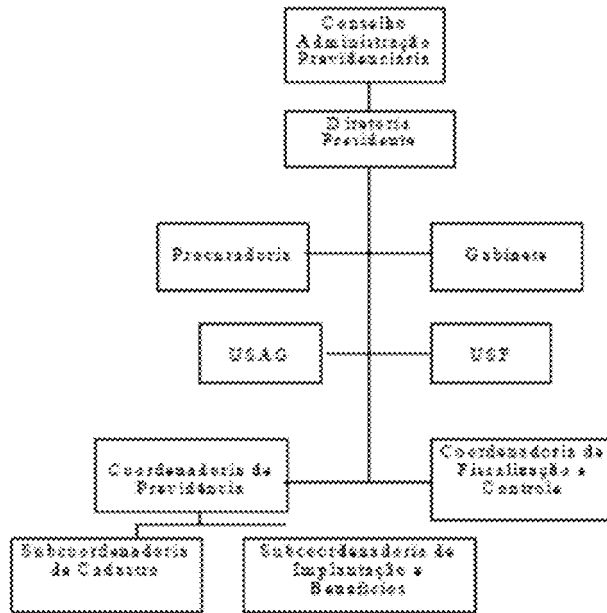 Conselho
Administração
Previdenciária
Diretoria
Presidente
Procuradoria
Gabinete
USAG
USF
Coordenadoria de
Previdência
Coordenadoria de
Fiscalização e
Controle
Subcoordenadoria
de Cadastro
Subcoordenadoria de
Implantação e
Benefícios